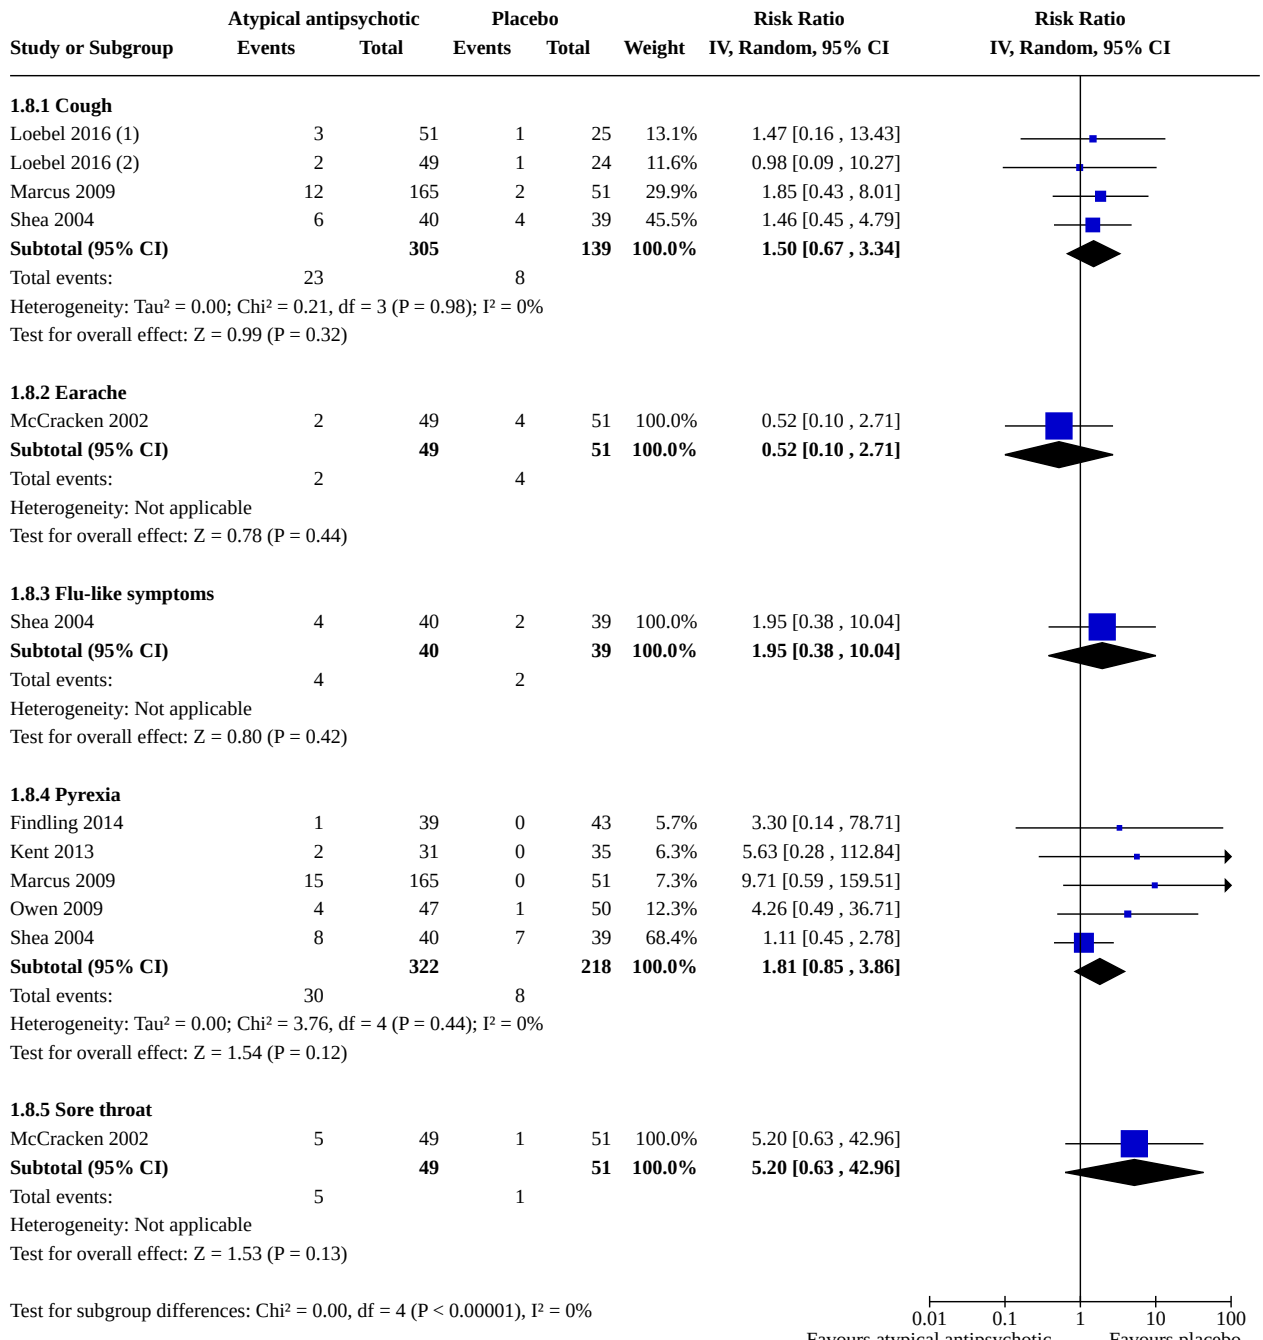 Atypical antipsychotic Placebo Risk Ratio Risk Ratio
Study or Subgroup Events Total Events Total Weight IV, Random, 95% CI IV, Random, 95% CI
1.8.1 Cough
Loebel 2016 (1) 3 51 1 25 13.1% 1.47 [0.16 , 13.43]
Loebel 2016 (2) 2 49 1 24 11.6% 0.98 [0.09 , 10.27]
Marcus 2009 12 165 2 51 29.9% 1.85 [0.43 , 8.01]
Shea 2004 6 40 4 39 45.5% 1.46 [0.45 , 4.79]
Subtotal (95% CI) 305 139 100.0% 1.50 [0.67 , 3.34]
Total events: 23 8
Heterogeneity: Tau² = 0.00; Chi² = 0.21, df = 3 (P = 0.98); I² = 0%
Test for overall effect: Z = 0.99 (P = 0.32)
1.8.2 Earache
McCracken 2002 2 49 4 51 100.0% 0.52 [0.10 , 2.71]
Subtotal (95% CI) 49 51 100.0% 0.52 [0.10 , 2.71]
Total events: 2 4
Heterogeneity: Not applicable
Test for overall effect: Z = 0.78 (P = 0.44)
1.8.3 Flu-like symptoms
Shea 2004 4 40 2 39 100.0% 1.95 [0.38 , 10.04]
Subtotal (95% CI) 40 39 100.0% 1.95 [0.38 , 10.04]
Total events: 4 2
Heterogeneity: Not applicable
Test for overall effect: Z = 0.80 (P = 0.42)
1.8.4 Pyrexia
Findling 2014 1 39 0 43 5.7% 3.30 [0.14 , 78.71]
Kent 2013 2 31 0 35 6.3% 5.63 [0.28 , 112.84]
Marcus 2009 15 165 0 51 7.3% 9.71 [0.59 , 159.51]
Owen 2009 4 47 1 50 12.3% 4.26 [0.49 , 36.71]
Shea 2004 8 40 7 39 68.4% 1.11 [0.45 , 2.78]
Subtotal (95% CI) 322 218 100.0% 1.81 [0.85 , 3.86]
Total events: 30 8
Heterogeneity: Tau² = 0.00; Chi² = 3.76, df = 4 (P = 0.44); I² = 0%
Test for overall effect: Z = 1.54 (P = 0.12)
1.8.5 Sore throat
McCracken 2002 5 49 1 51 100.0% 5.20 [0.63 , 42.96]
Subtotal (95% CI) 49 51 100.0% 5.20 [0.63 , 42.96]
Total events: 5 1
Heterogeneity: Not applicable
Test for overall effect: Z = 1.53 (P = 0.13)
Test for subgroup differences: Chi² = 0.00, df = 4 (P < 0.00001), I² = 0%
0.01 0.1 1 10 100
Favours atypical antipsychotic Favours placebo